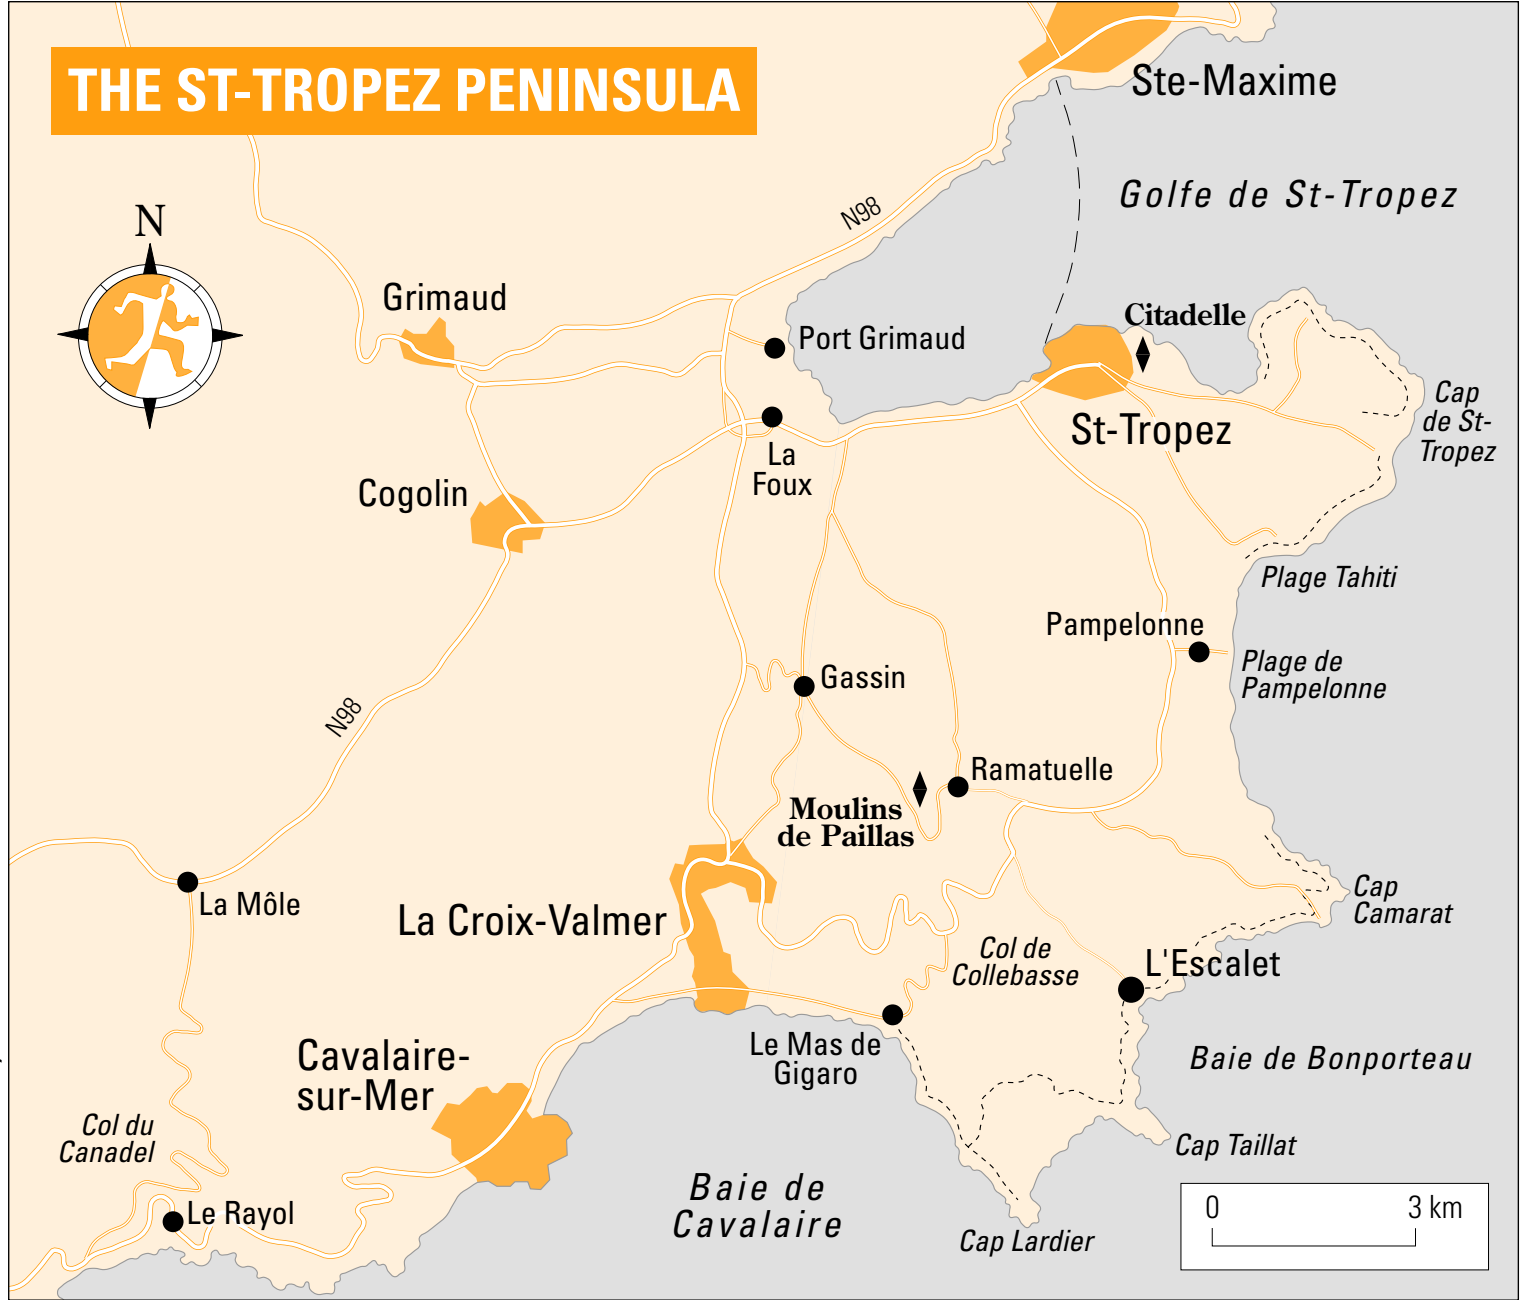 THE ST-TROPEZ PENINSULA
Ste-Maxime
Golfe de St-Tropez
N98
N
Grimaud
Citadelle
Port Grimaud
Cap
de St-
Tropez
St-Tropez
La
Foux
Cogolin
Plage Tahiti
Pampelonne
Plage de
Pampelonne
Gassin
N98
Ramatuelle
Moulins
de Paillas
La Môle
Cap
Camarat
La Croix-Valmer
Col de
Collebasse
L'Escalet
Le Mas de
Gigaro
Baie de Bonporteau
Cavalaire-
sur-Mer
Col du
Canadel
Cap Taillat
Baie de
Cavalaire
Le Rayol
Cap Lardier
0 3 km